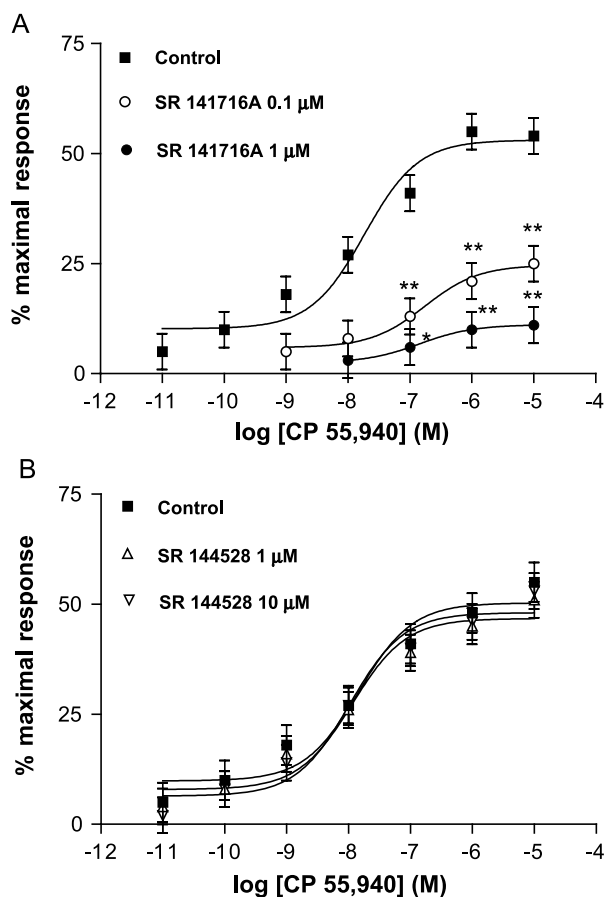 A
75
50
25
0
% maximal response
Control
SR 141716A 0.1 μM
SR 141716A 1 μM
**
**
**
*
**
**
-12 -11 -10 -9 -8 -7 -6 -5 -4
log [CP 55,940] (M)
B
75
50
25
0
% maximal response
Control
SR 144528 1 μM
SR 144528 10 μM
-12 -11 -10 -9 -8 -7 -6 -5 -4
log [CP 55,940] (M)